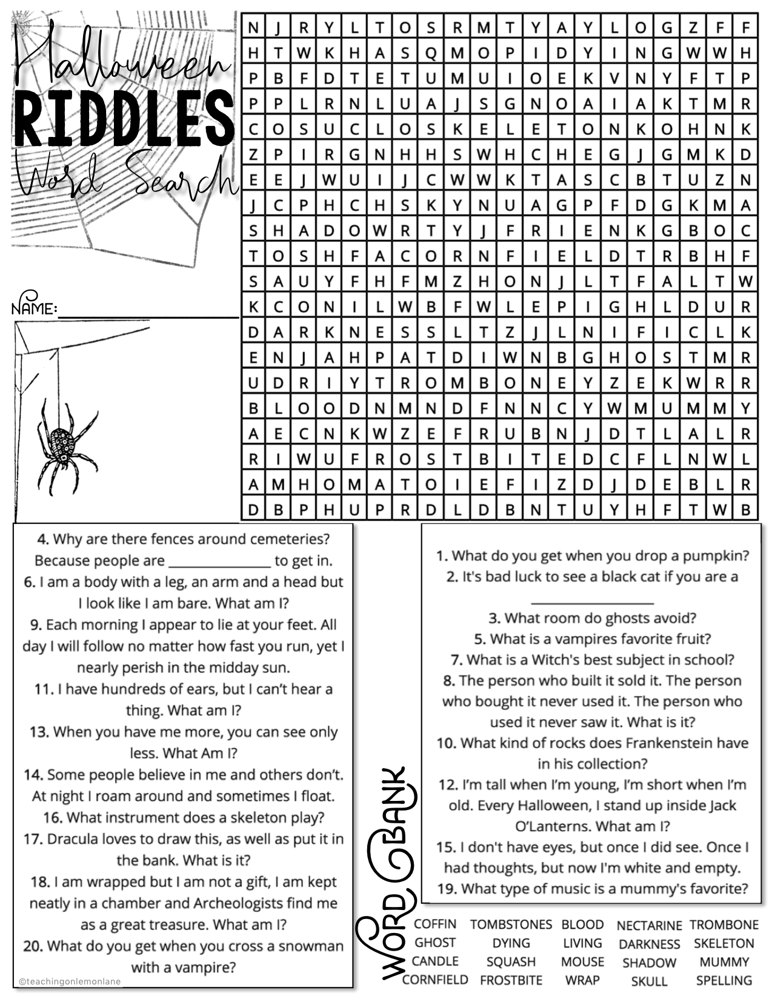 Halloween
RIDDLES
Word Search
NAME:
N J R Y L T O S R M T Y A Y L O G Z F F
H T W K H A S Q M O P I D Y I N G W W H
P B F D T E T U M U I O E K V N Y F T P
P P L R N L U A J S G N O A I A K T M R
C O S U C L O S K E L E T O N K O H N K
Z P I R G N H H S W H C H E G J G M K D
E E J W U I J C W W K T A S C B T U Z N
J C P H C H S K Y N U A G P F D G K M A
S H A D O W R T Y J F R I E N K G B O C
T O S H F A C O R N F I E L D T R B H F
S A U Y F H F M Z H O N J L T F A L T W
K C O N I L W B F W L E P I G H L D U R
D A R K N E S S L T Z J L N I F I C L K
E N J A H P A T D I W N B G H O S T M R
U D R I Y T R O M B O N E Y Z E K W R R
B L O O D N M N D F N N C Y W M U M M Y
A E C N K W Z E F R U B N J D T L A L R
R I W U F R O S T B I T E D C F L N W L
A M H O M A T O I E F I Z D J D E B L R
D B P H U P R D L D B N T U Y H F T W B
4. Why are there fences around cemeteries?
Because people are ______________ to get in.
6. I am a body with a leg, an arm and a head but
I look like I am bare. What am I?
9. Each morning I appear to lie at your feet. All
day I will follow no matter how fast you run, yet I
nearly perish in the midday sun.
11. I have hundreds of ears, but I can't hear a
thing. What am I?
13. When you have me more, you can see only
less. What Am I?
14. Some people believe in me and others don't.
At night I roam around and sometimes I float.
16. What instrument does a skeleton play?
17. Dracula loves to draw this, as well as put it in
the bank. What is it?
18. I am wrapped but I am not a gift, I am kept
neatly in a chamber and Archeologists find me
as a great treasure. What am I?
20. What do you get when you cross a snowman
with a vampire?
©teachingonlemonlane
1. What do you get when you drop a pumpkin?
2. It's bad luck to see a black cat if you are a
________________
3. What room do ghosts avoid?
5. What is a vampires favorite fruit?
7. What is a Witch's best subject in school?
8. The person who built it sold it. The person
who bought it never used it. The person who
used it never saw it. What is it?
10. What kind of rocks does Frankenstein have
in his collection?
12. I'm tall when I'm young, I'm short when I'm
old. Every Halloween, I stand up inside Jack
O'Lanterns. What am I?
15. I don't have eyes, but once I did see. Once I
had thoughts, but now I'm white and empty.
19. What type of music is a mummy's favorite?
WORD BANK
COFFIN TOMBSTONES BLOOD NECTARINE TROMBONE
GHOST DYING LIVING DARKNESS SKELETON
CANDLE SQUASH MOUSE SHADOW MUMMY
CORNFIELD FROSTBITE WRAP SKULL SPELLING